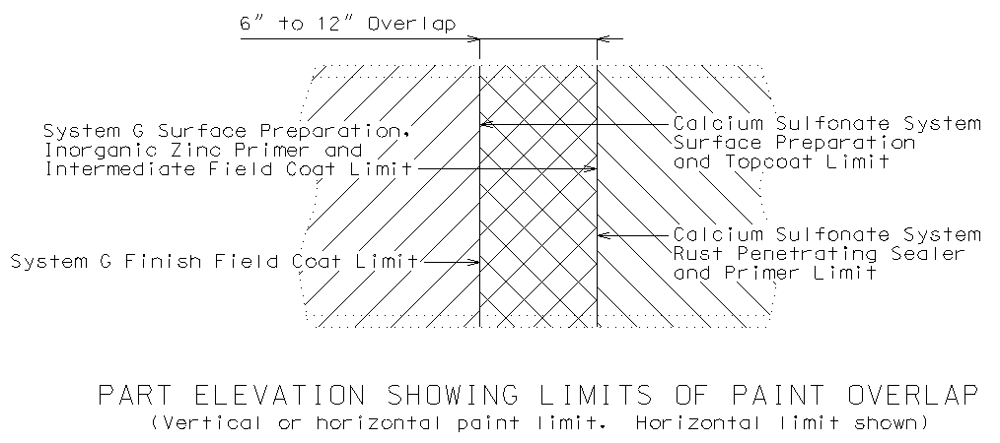 6" to 12" Overlap
System G Surface Preparation,
Inorganic Zinc Primer and
Intermediate Field Coat Limit
Calcium Sulfonate System
Surface Preparation
and Topcoat Limit
System G Finish Field Coat Limit
Calcium Sulfonate System
Rust Penetrating Sealer
and Primer Limit
PART ELEVATION SHOWING LIMITS OF PAINT OVERLAP
(Vertical or horizontal paint limit. Horizontal limit shown)